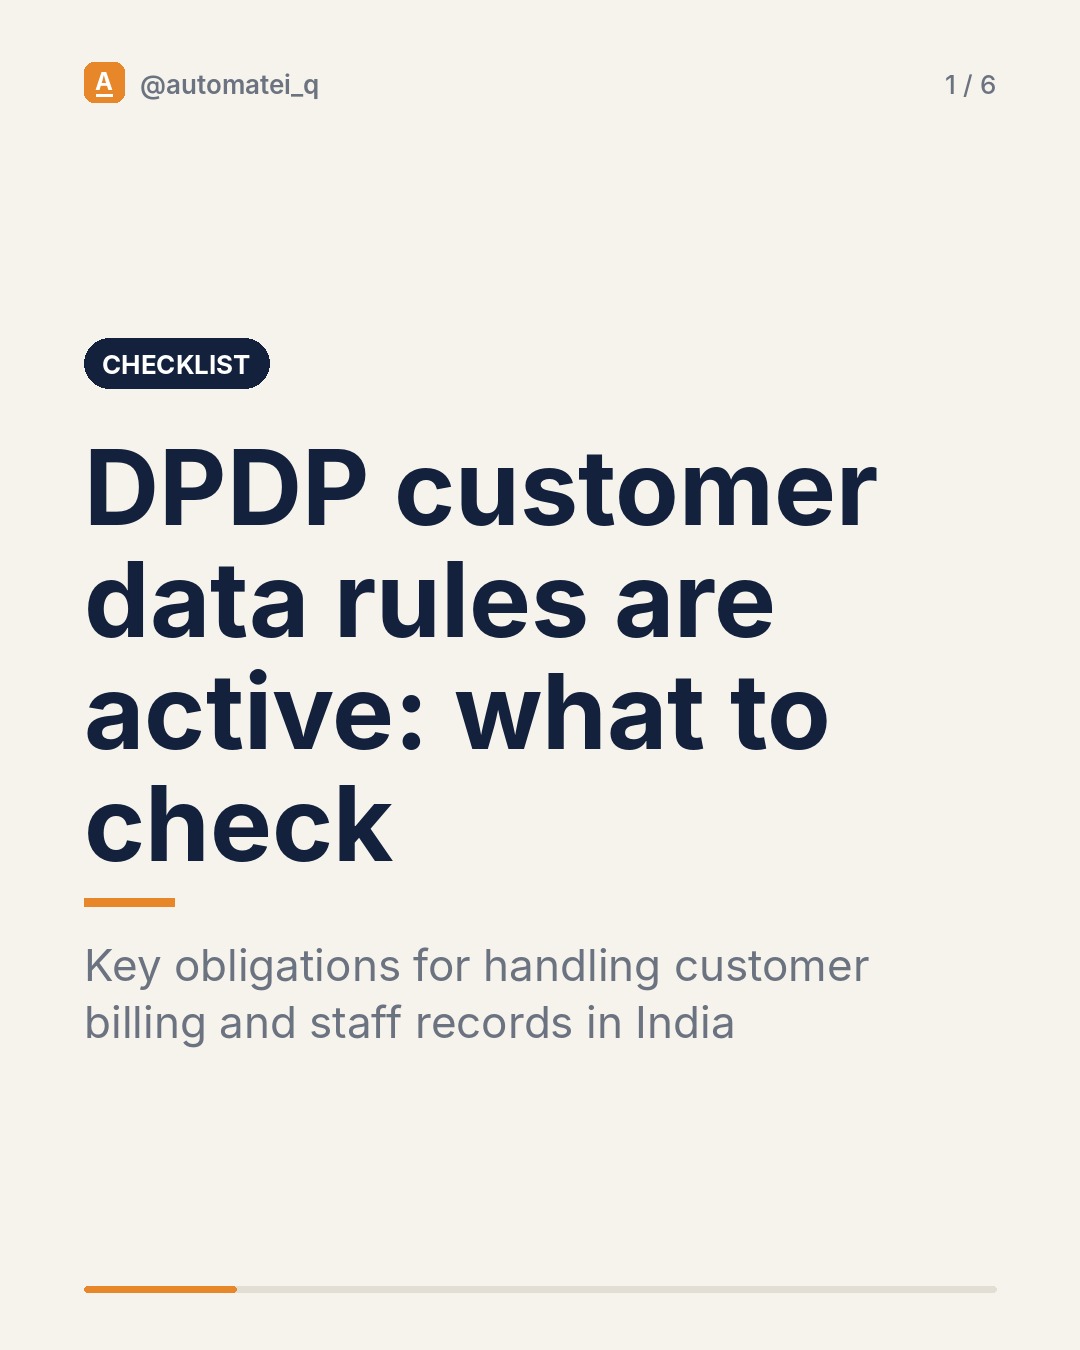 A
@automatei_q
1 / 6
CHECKLIST
DPDP customer
data rules are
active: what to
check
Key obligations for handling customer
billing and staff records in India